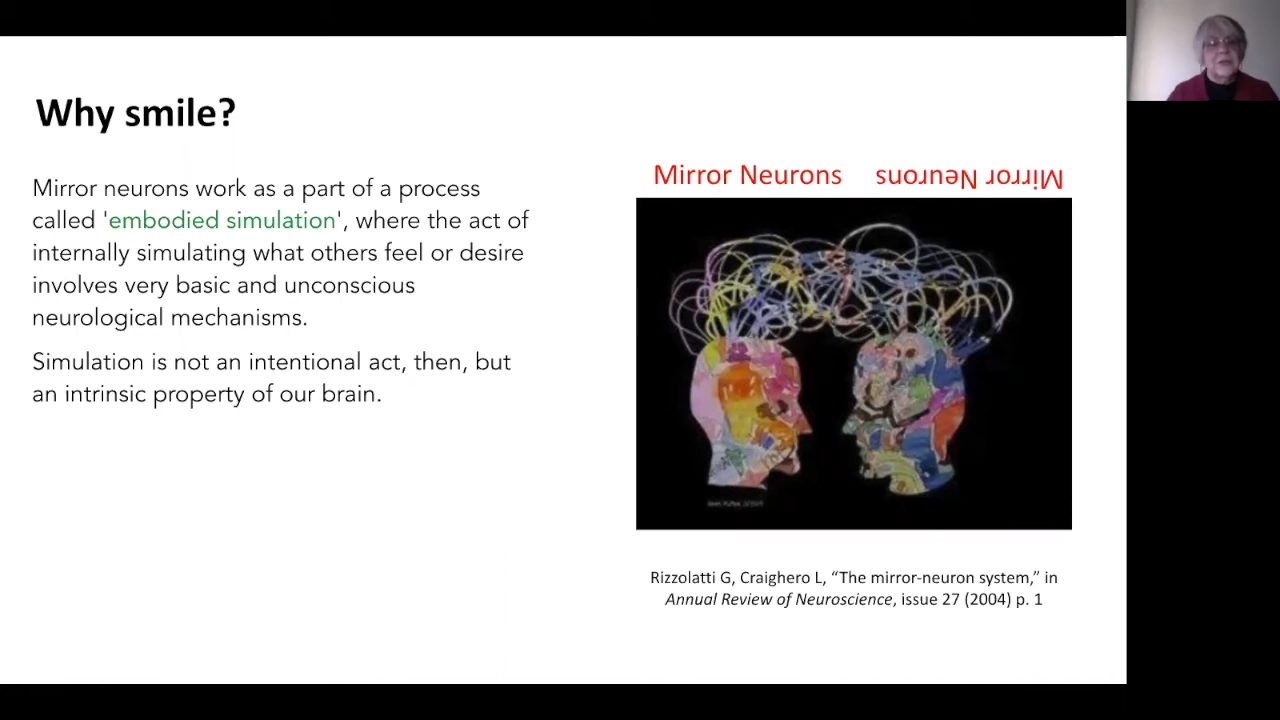 Why smile?
Mirror neurons work as a part of a process
called 'embodied simulation', where the act of
internally simulating what others feel or desire
involves very basic and unconscious
neurological mechanisms.
Simulation is not an intentional act, then, but
an intrinsic property of our brain.
Mirror Neurons Mirror Neurons
Rizzolatti G, Craighero L, “The mirror-neuron system,” in
Annual Review of Neuroscience, issue 27 (2004) p. 1